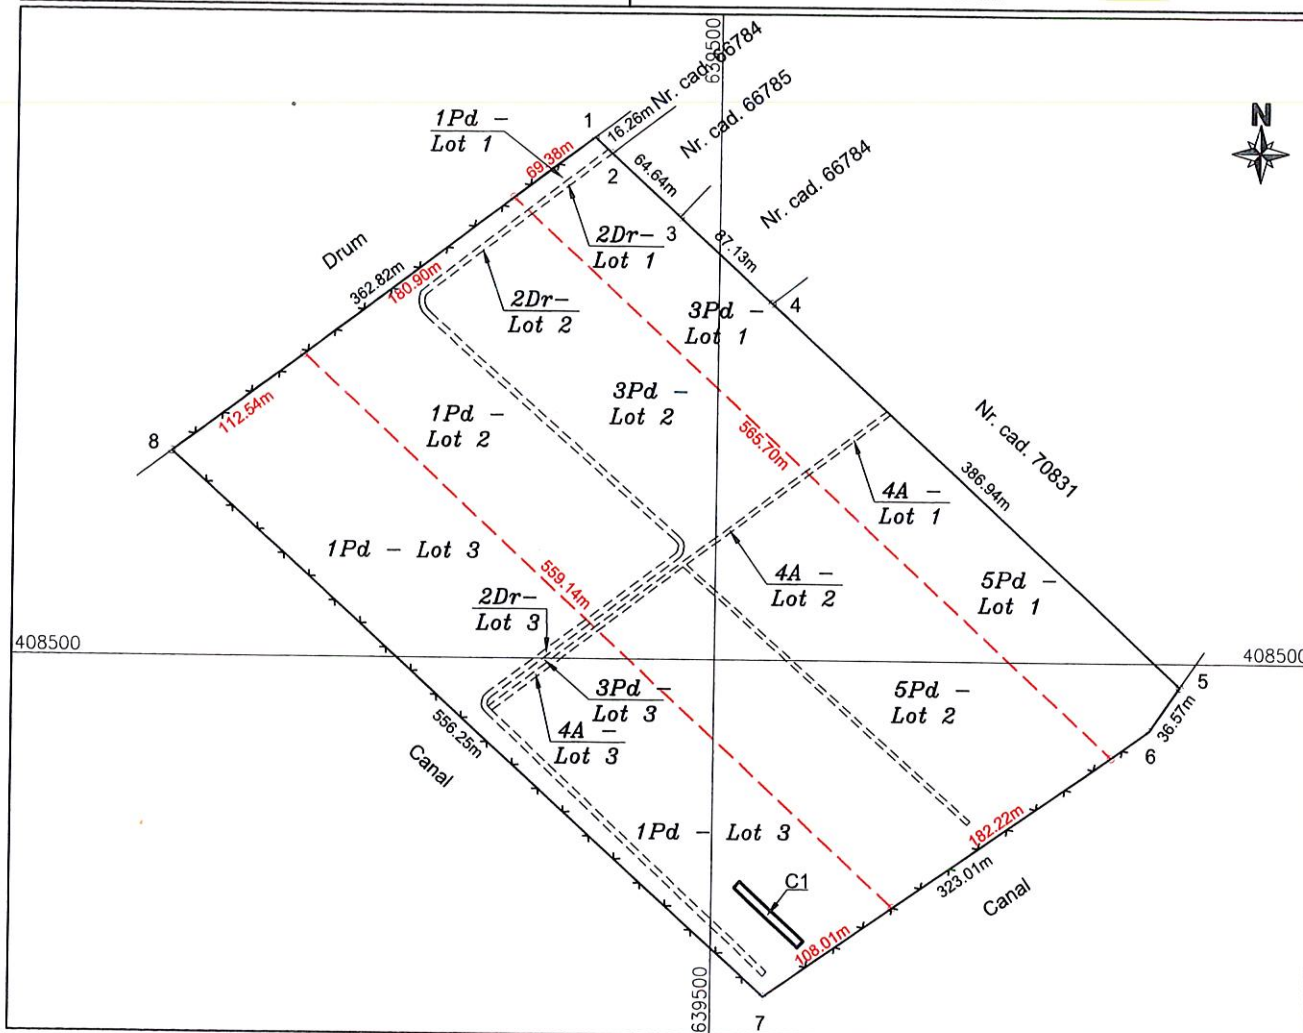 639500
Nr. cad. 66784
N
1Pd -
Lot 1
1
16.26m
Nr. cad. 66785
69.38m
2
64.64m
Nr. cad. 66784
Drum
2Dr-
Lot 1
3
87.13m
362.82m
180.90m
2Dr-
Lot 2
4
3Pd -
Lot 1
112.54m
3Pd -
Lot 2
1Pd -
Lot 2
8
565.70m
Nr. cad. 70831
386.94m
4A -
Lot 1
1Pd - Lot 3
559.14m
4A -
Lot 2
5Pd -
Lot 1
2Dr-
Lot 3
408500
408500
3Pd -
Lot 3
5Pd -
Lot 2
5
36.57m
6
4A -
Lot 3
556.25m
Canal
1Pd - Lot 3
182.22m
323.01m
Canal
C1
108.01m
639500
7